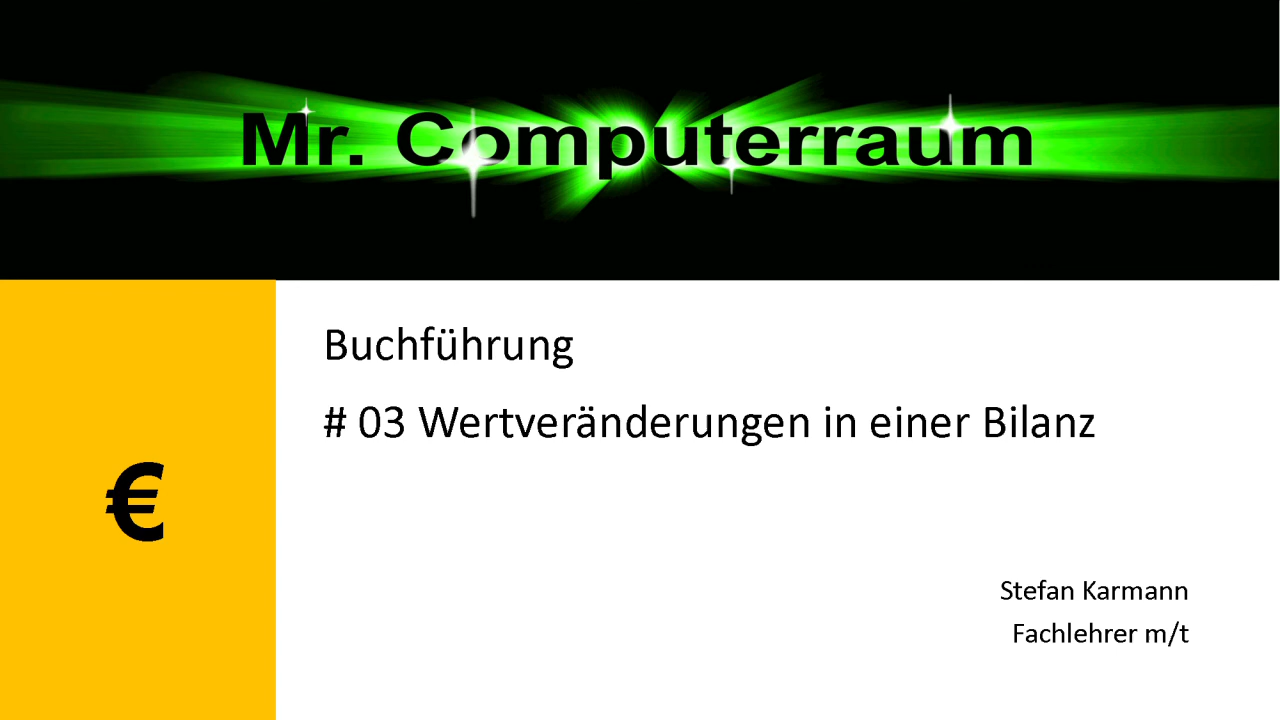 Mr. Computerraum
Buchführung
# 03 Wertveränderungen in einer Bilanz
€
Stefan Karmann
Fachlehrer m/t